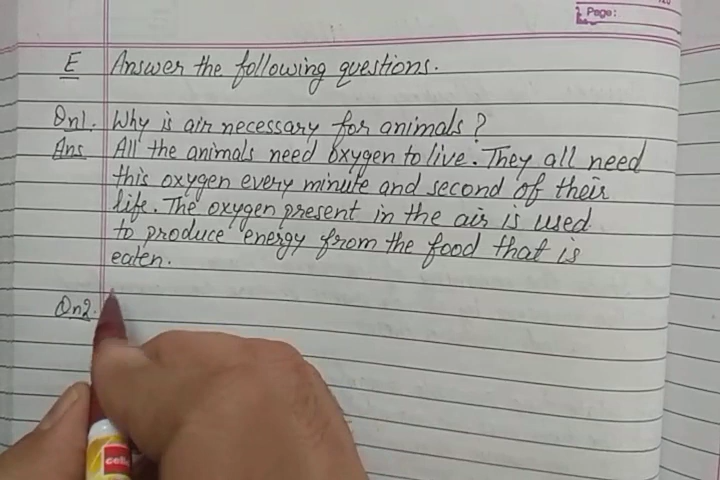 Page:
E Answer the following questions.
Qn1. Why is air necessary for animals?
Ans All the animals need oxygen to live. They all need
this oxygen every minute and second of their
life. The oxygen present in the air is used
to produce energy from the food that is
eaten.
Qn2.
cello